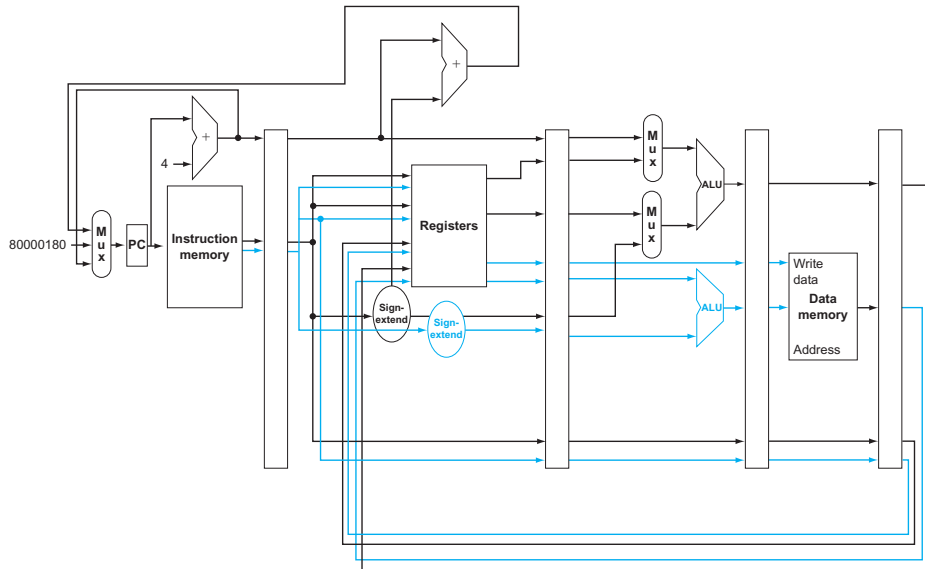 +
+
4
M
u
x
ALU
80000180
M
u
x
PC
Instruction
memory
Registers
M
u
x
Sign-
extend
Sign-
extend
ALU
Write
data
Data
memory
Address